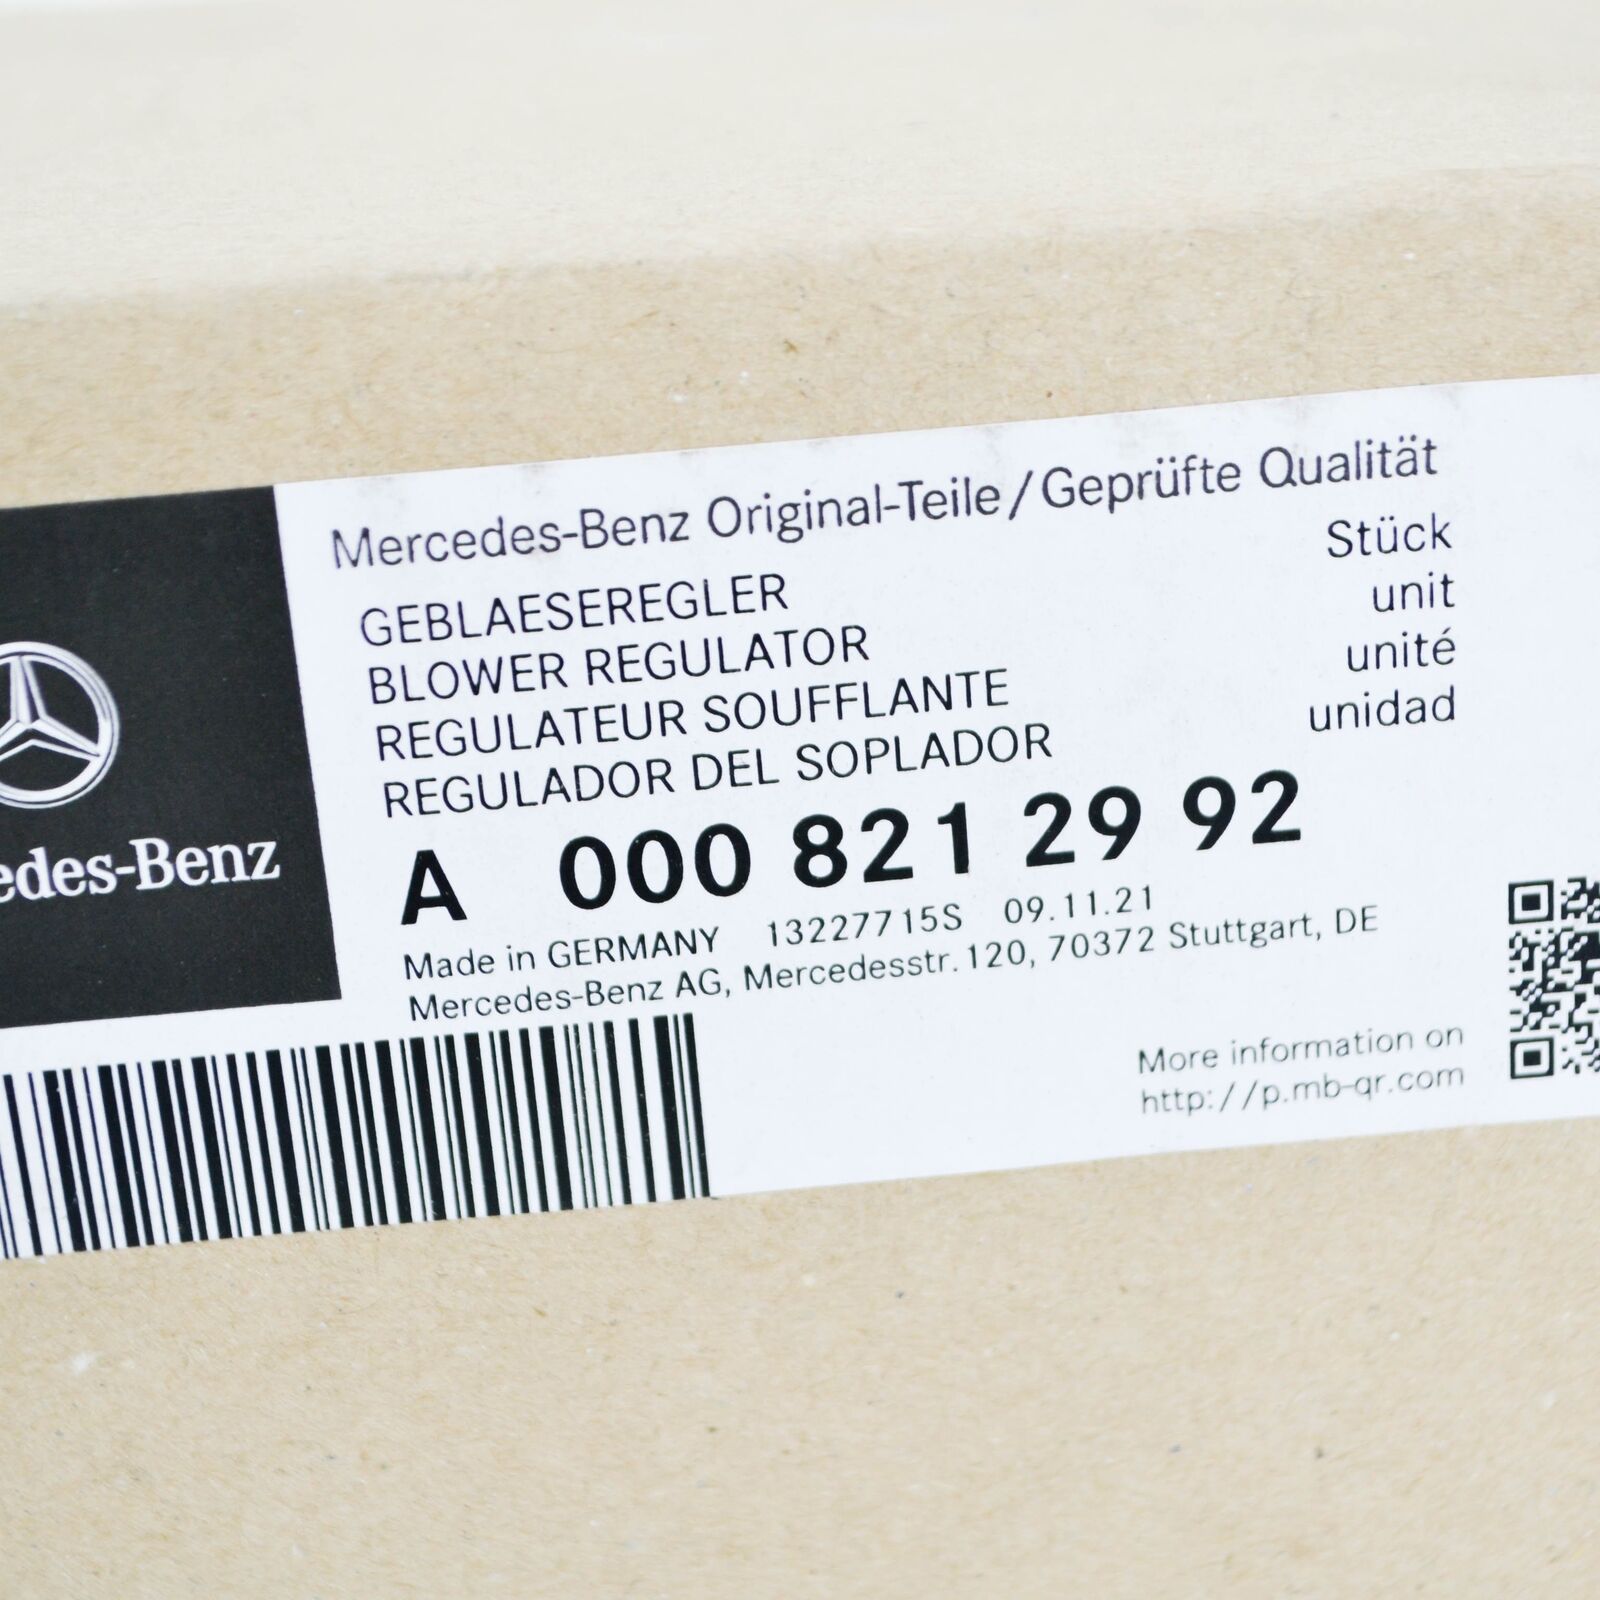 Mercedes-Benz Original-Teile/Geprüfte Qualität
GEBLAESEREGLER Stück
BLOWER REGULATOR unit
REGULATEUR SOUFFLANTE unité
REGULADOR DEL SOPLADOR unidad
edes-Benz
A 000 821 29 92
Made in GERMANY 13227715S 09.11.21
Mercedes-Benz AG, Mercedesstr. 120, 70372 Stuttgart, DE
More information on
http://p.mb-qr.com